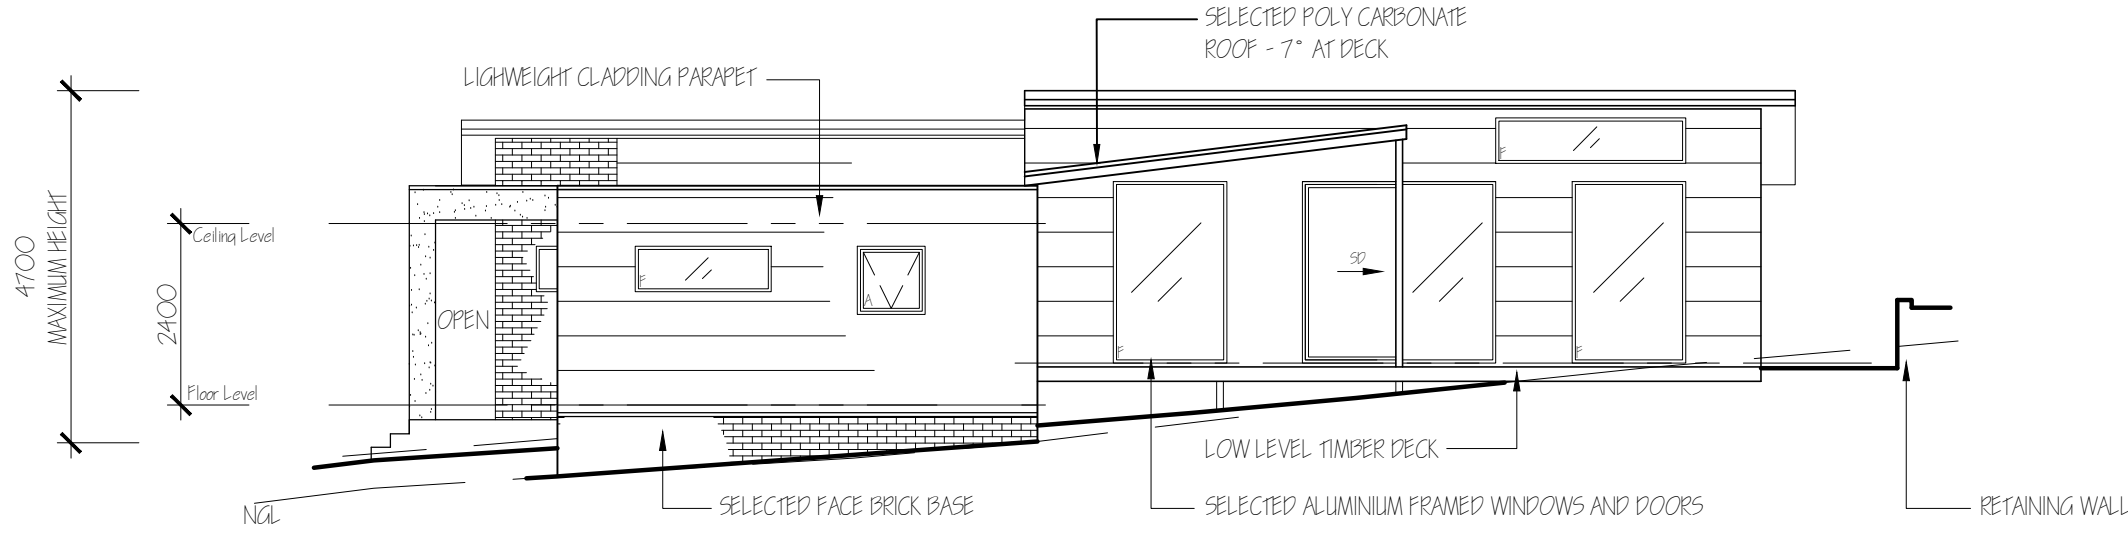 SELECTED POLY CARBONATE
ROOF - 7° AT DECK
LIGHWEIGHT CLADDING PARAPET
4700
MAXIMUM HEIGHT
2400
Ceiling Level
Floor Level
OPEN
F
A
F
SD
F
F
LOW LEVEL TIMBER DECK
SELECTED FACE BRICK BASE
SELECTED ALUMINIUM FRAMED WINDOWS AND DOORS
RETAINING WALL
NGL